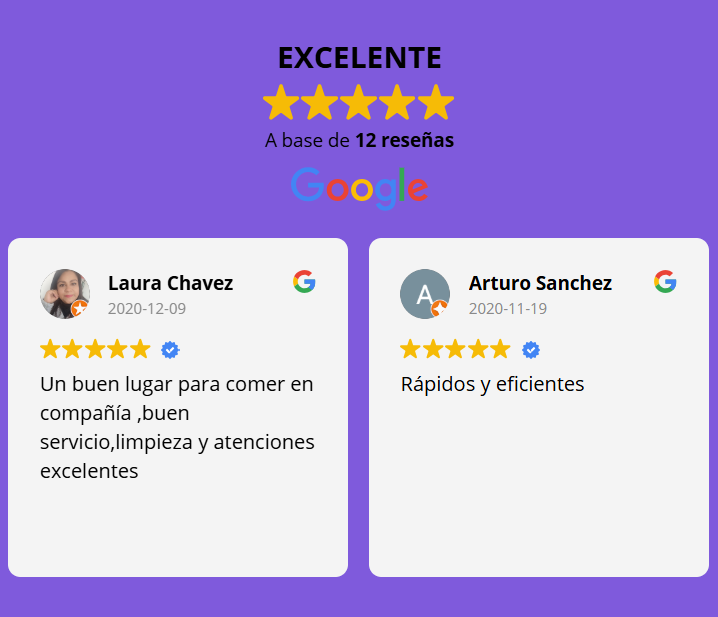 EXCELENTE
A base de 12 reseñas
Google
Laura Chavez
2020-12-09
Un buen lugar para comer en
compañía ,buen
servicio,limpieza y atenciones
excelentes
A
Arturo Sanchez
2020-11-19
Rápidos y eficientes